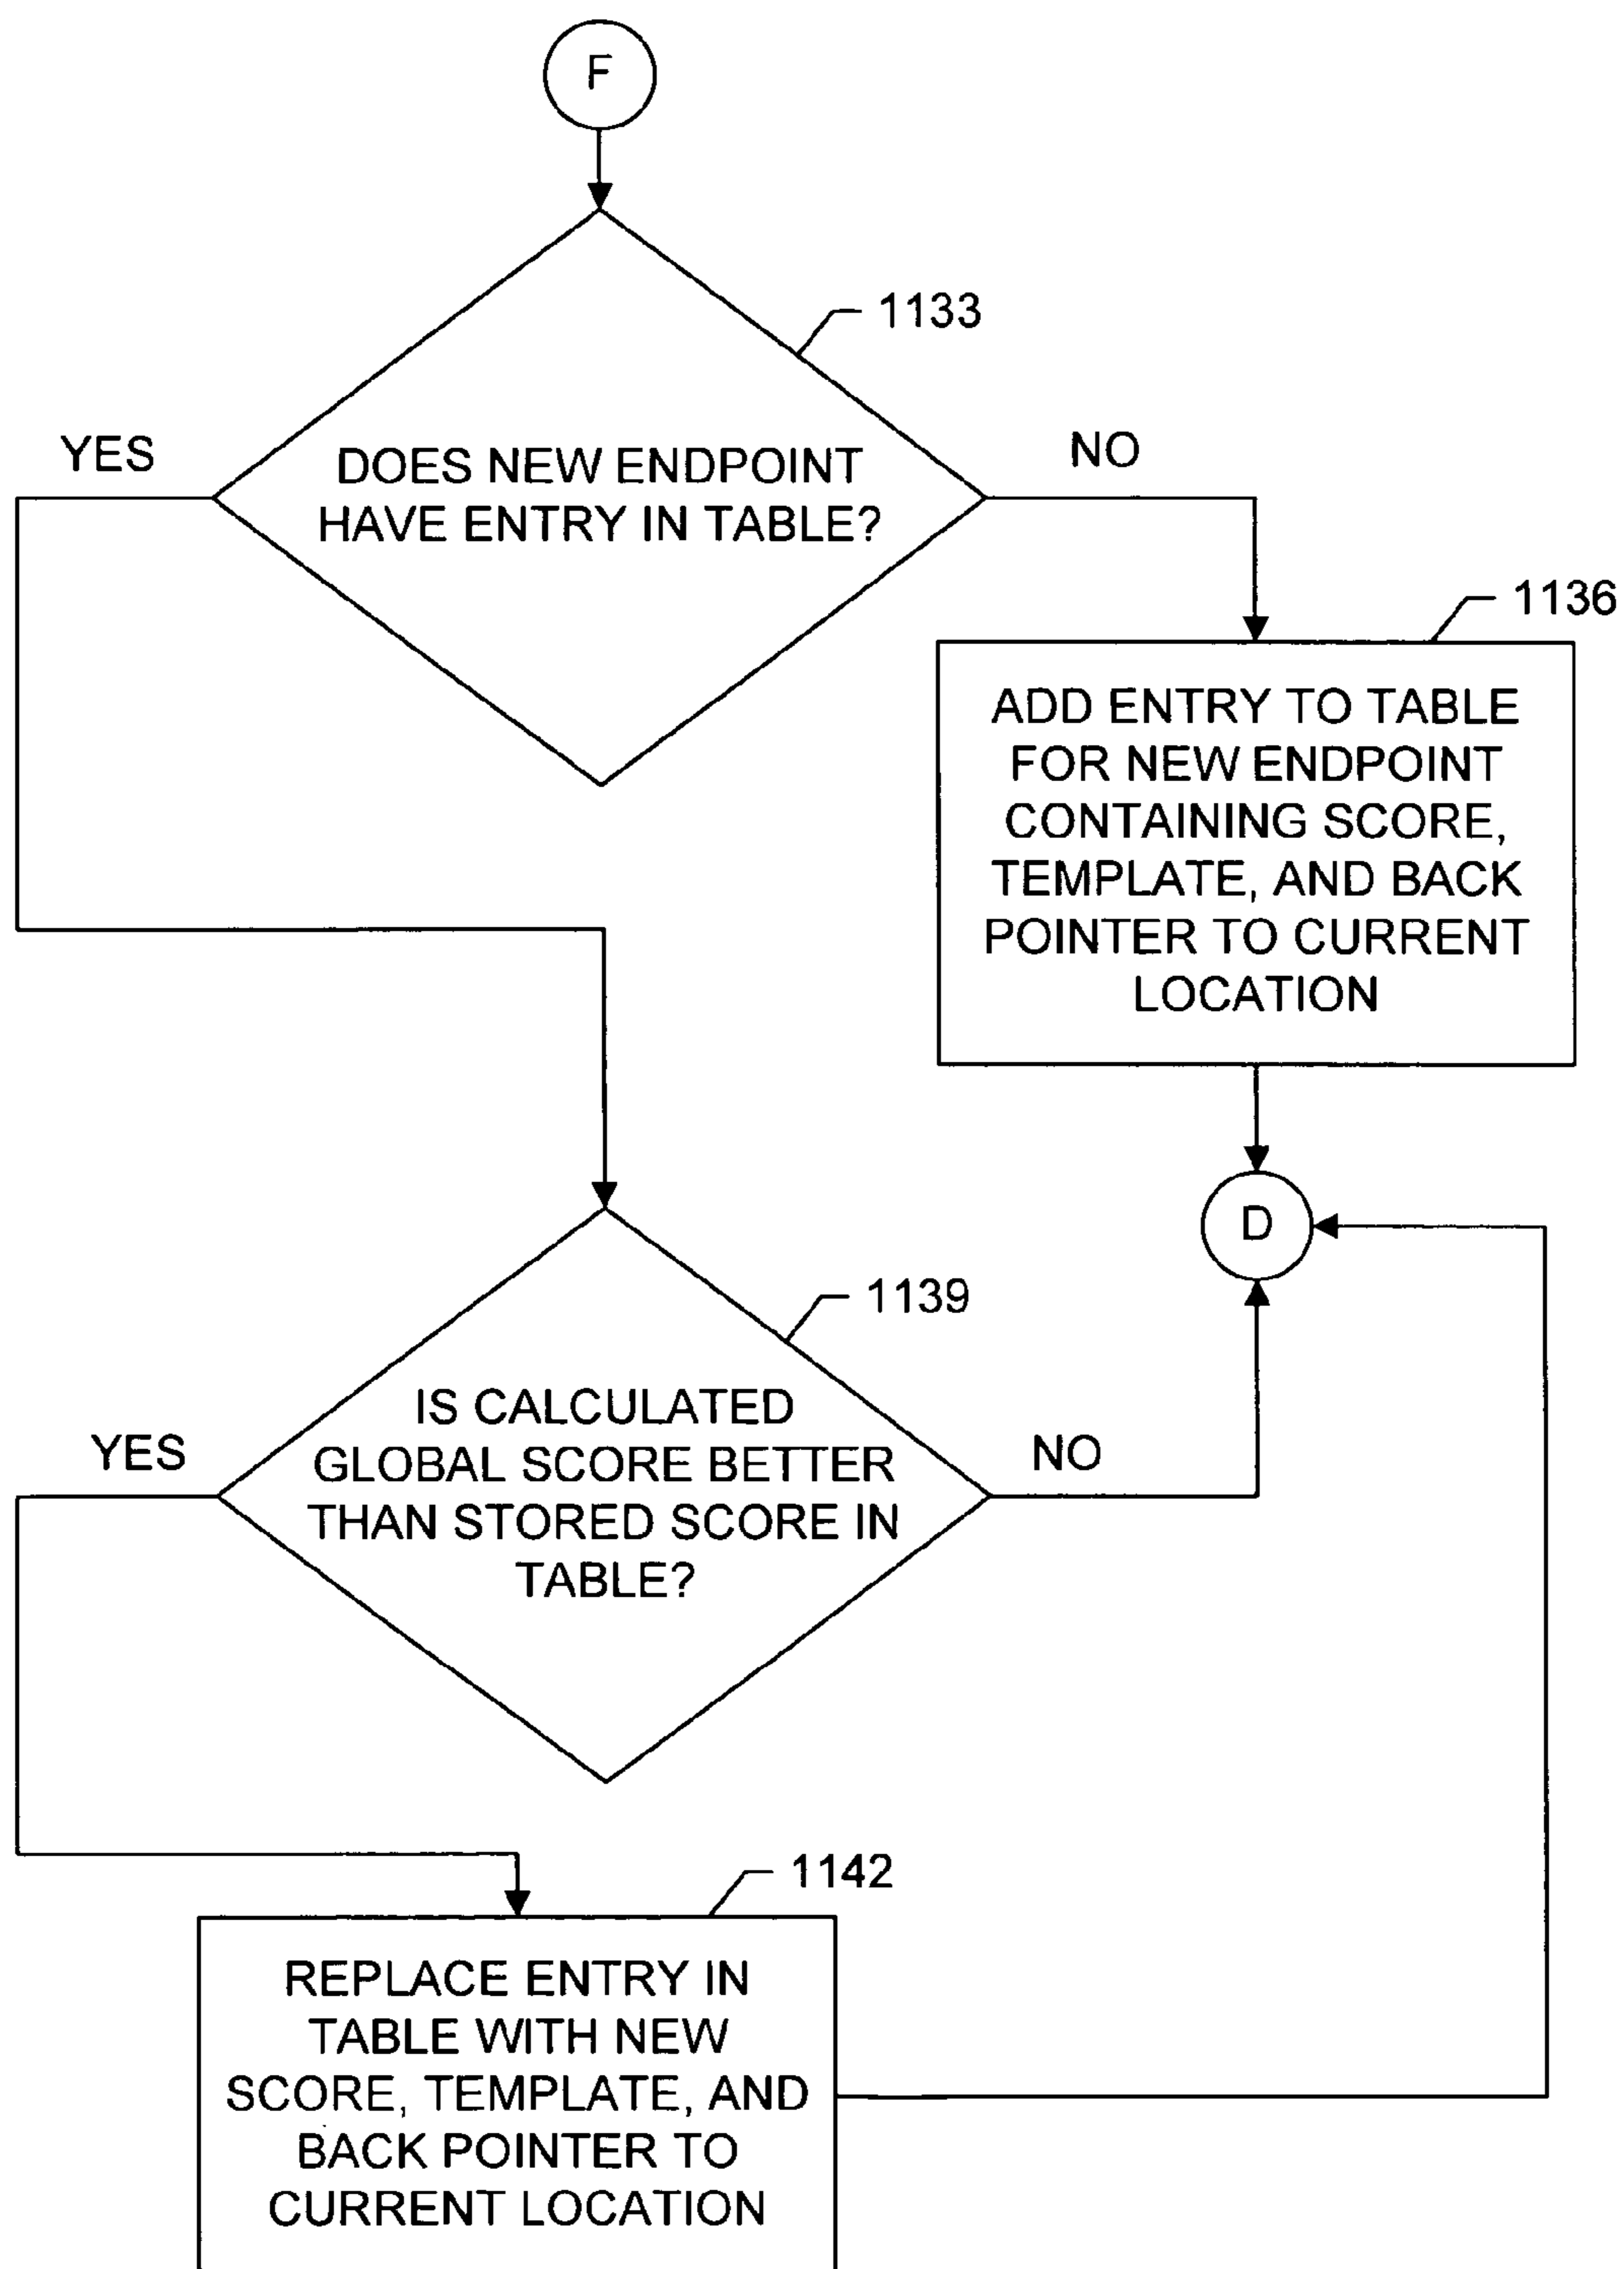 F
1133
YES
NO
DOES NEW ENDPOINT
HAVE ENTRY IN TABLE?
1136
ADD ENTRY TO TABLE
FOR NEW ENDPOINT
CONTAINING SCORE,
TEMPLATE, AND BACK
POINTER TO CURRENT
LOCATION
D
1139
YES
NO
IS CALCULATED
GLOBAL SCORE BETTER
THAN STORED SCORE IN
TABLE?
1142
REPLACE ENTRY IN
TABLE WITH NEW
SCORE, TEMPLATE, AND
BACK POINTER TO
CURRENT LOCATION